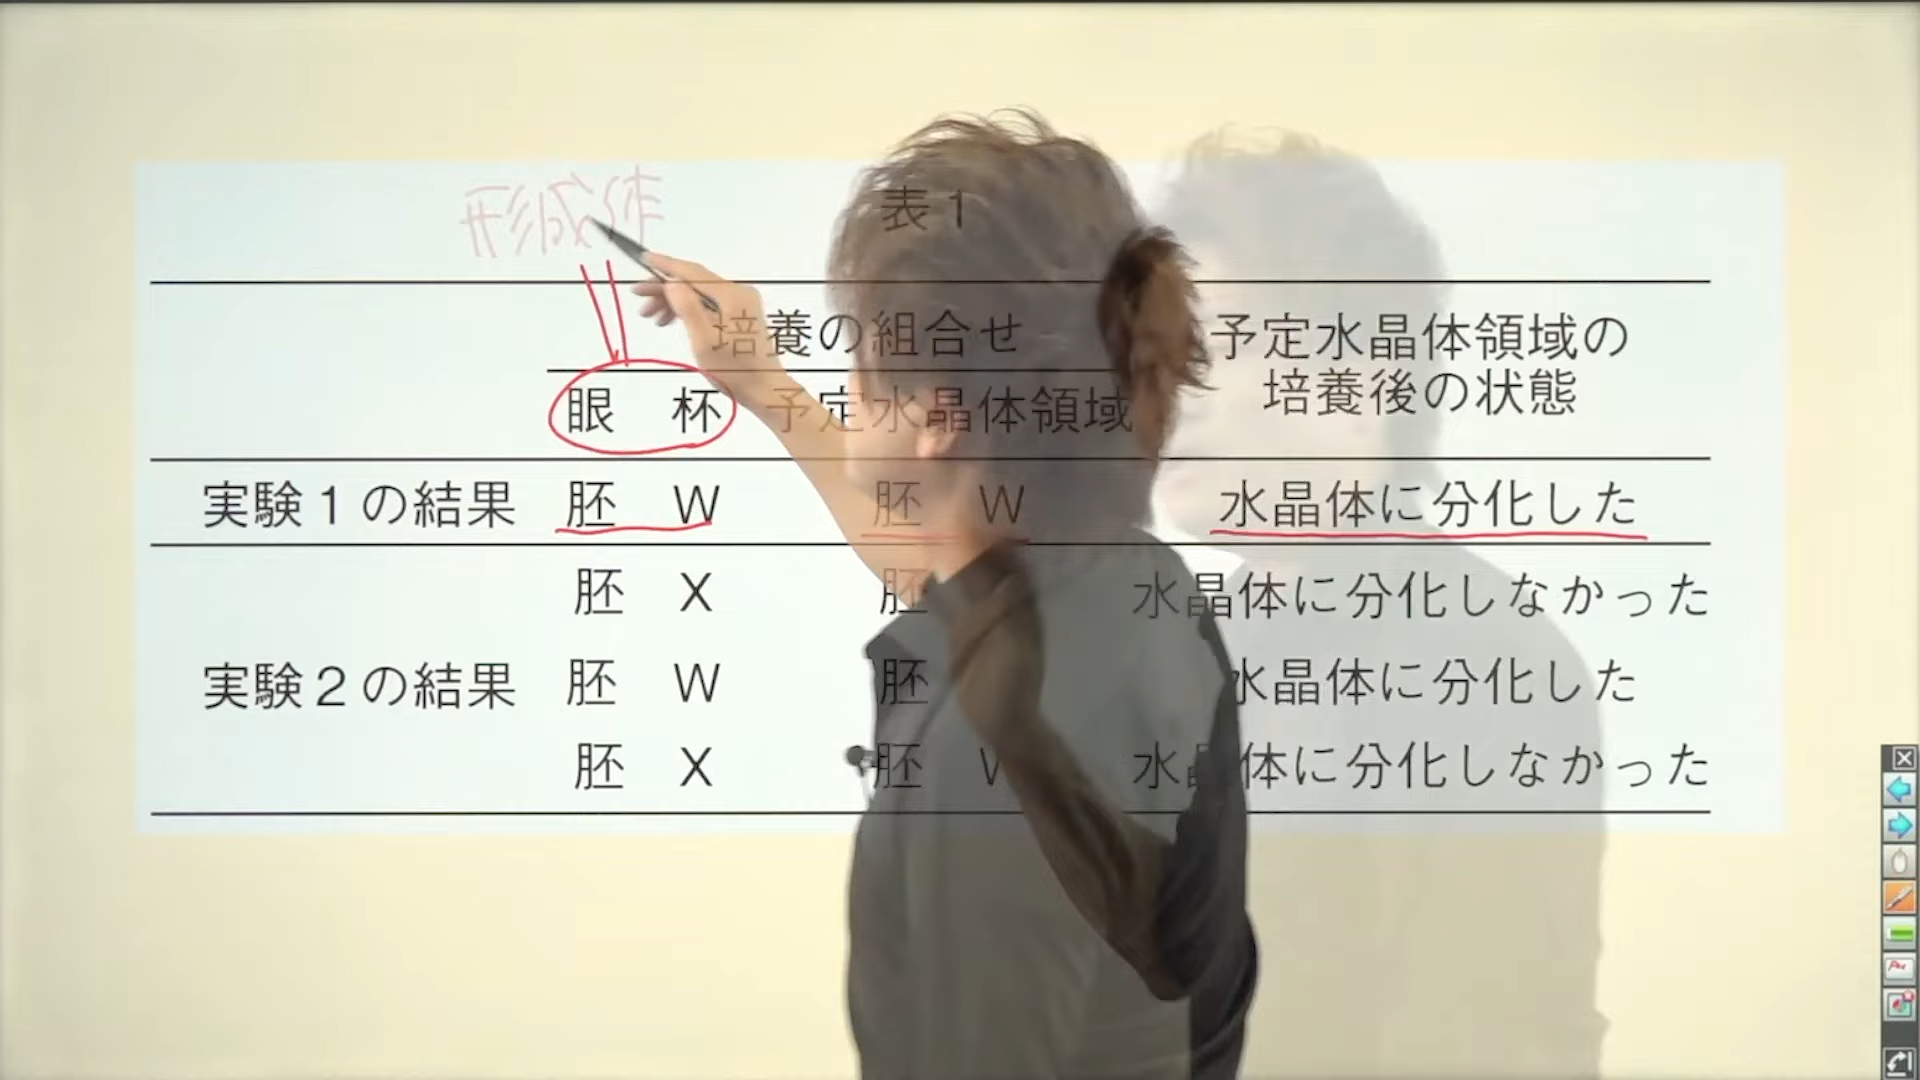 形成体
表1
培養の組合せ
予定水晶体領域の
培養後の状態
眼 杯 予定水晶体領域
実験1の結果 胚 W 胚 W 水晶体に分化した
胚 X 胚 水晶体に分化しなかった
実験2の結果 胚 W 胚 水晶体に分化した
胚 X 胚 W 水晶体に分化しなかった